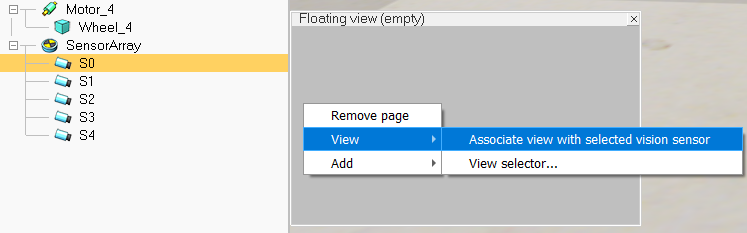 Motor_4
Wheel_4
SensorArray
S0
S1
S2
S3
S4
Floating view (empty)
Remove page
View
Add
Associate view with selected vision sensor
View selector...